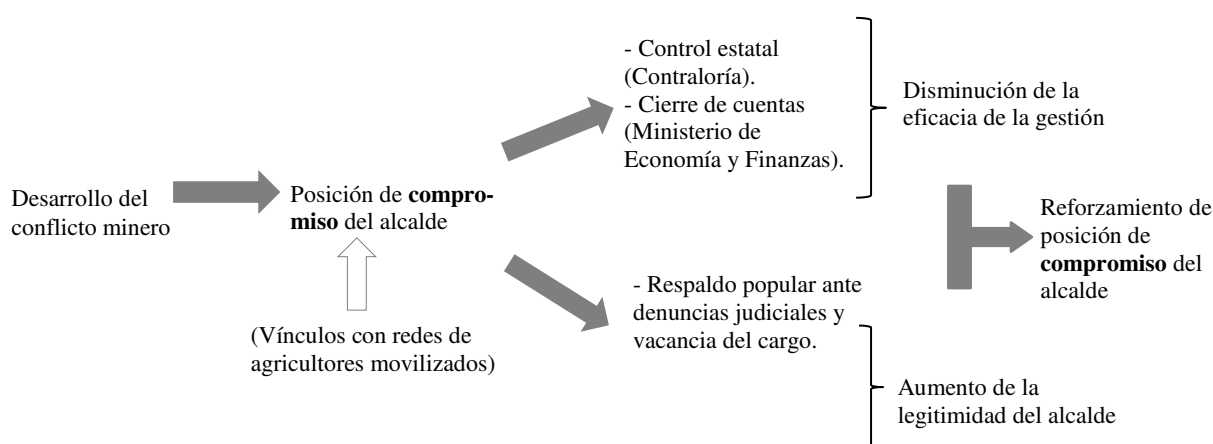 Desarrollo del
conflicto minero
Posición de compro-
miso del alcalde
(Vínculos con redes de
agricultores movilizados)
- Control estatal
(Contraloría).
- Cierre de cuentas
(Ministerio de
Economía y Finanzas).
Disminución de la
eficacia de la gestión
- Respaldo popular ante
denuncias judiciales y
vacancia del cargo.
Aumento de la
legitimidad del alcalde
Reforzamiento de
posición de
compromiso del
alcalde